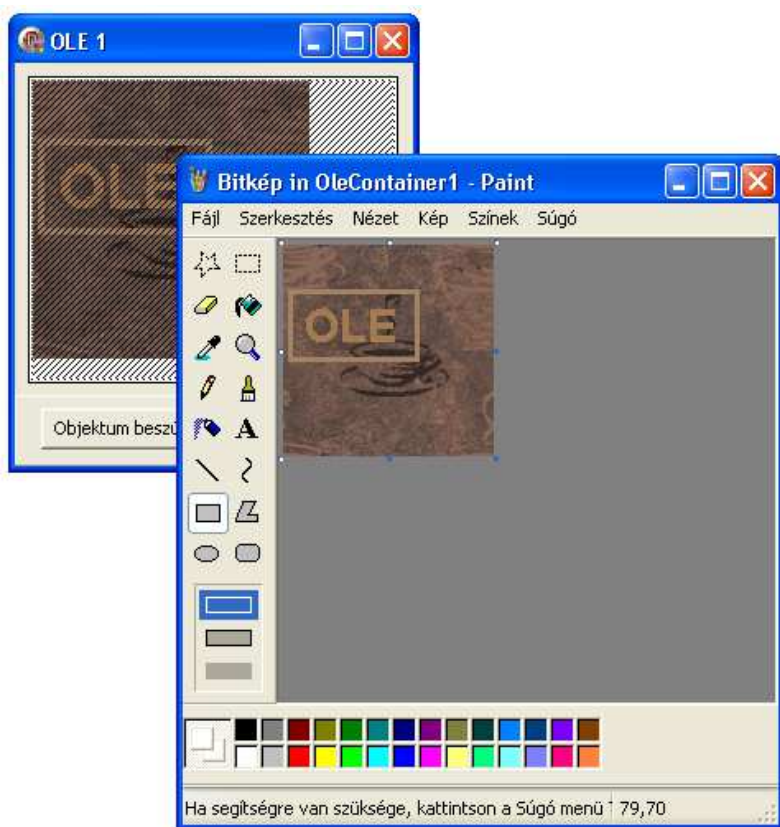 OLE 1
OLE
Objektum beszú
Bitkép in OleContainer1 - Paint
Fájl Szerkesztés Nézet Kép Színek Súgó
OLE
A
Ha segítségre van szüksége, kattintson a Súgó menü 79,70